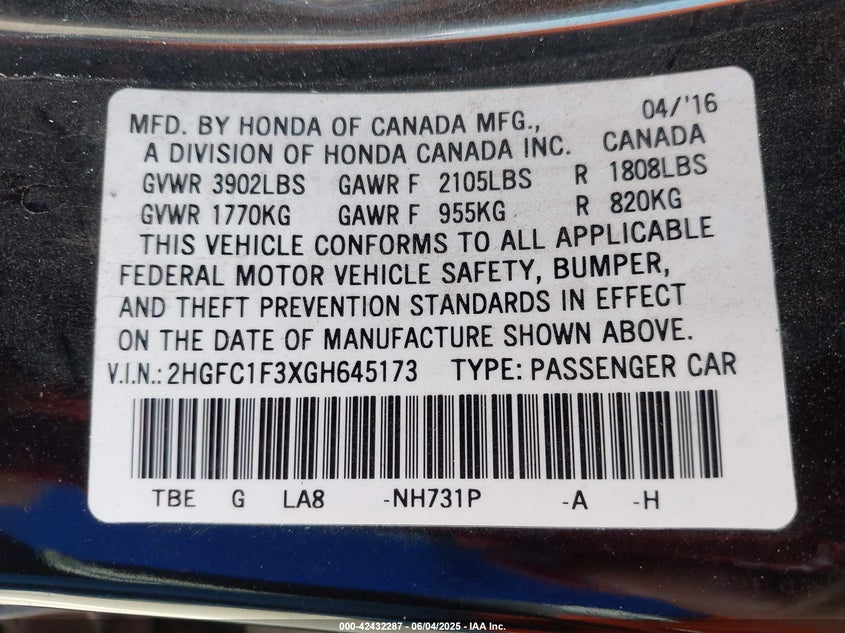 04/'16
MFD. BY HONDA OF CANADA MFG.,
A DIVISION OF HONDA CANADA INC. CANADA
GVWR 3902LBS GAWR F 2105LBS R 1808LBS
GVWR 1770KG GAWR F 955KG R 820KG
THIS VEHICLE CONFORMS TO ALL APPLICABLE
FEDERAL MOTOR VEHICLE SAFETY, BUMPER,
AND THEFT PREVENTION STANDARDS IN EFFECT
ON THE DATE OF MANUFACTURE SHOWN ABOVE.
V.I.N.: 2HGFC1F3XGH645173 TYPE: PASSENGER CAR
TBE G LA8 -NH731P -A -H
000-42432287 - 06/04/2025 - IAA Inc.